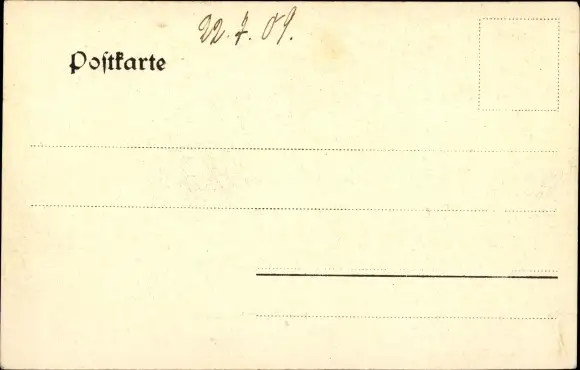 22. 7. 09.
Postkarte